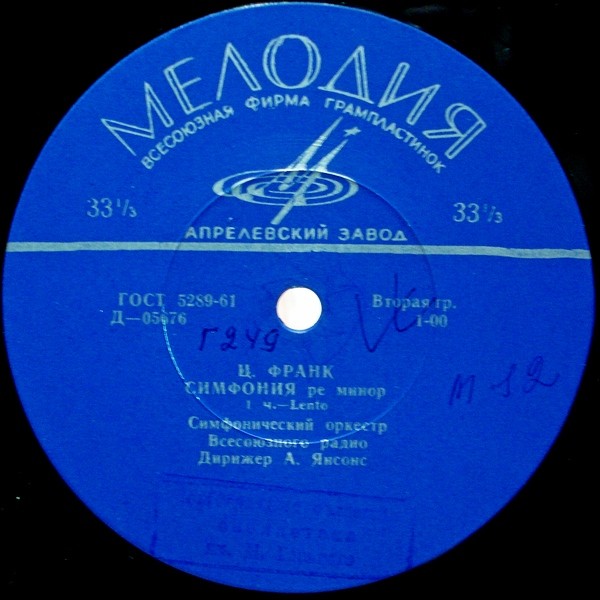 МЕЛОДИЯ
ВСЕСОЮЗНАЯ ФИРМА ГРАМПЛАСТИНОК
33⅓ 33⅓
АПРЕЛЕВСКИЙ ЗАВОД
ГОСТ 5289-61 Вторая гр.
Д—05676 1-00
Г249
Ц. ФРАНК
СИМФОНИЯ ре минор
1 ч.—Lento
М 12
Симфонический оркестр
Всесоюзного радио
Дирижер А. Янсонс